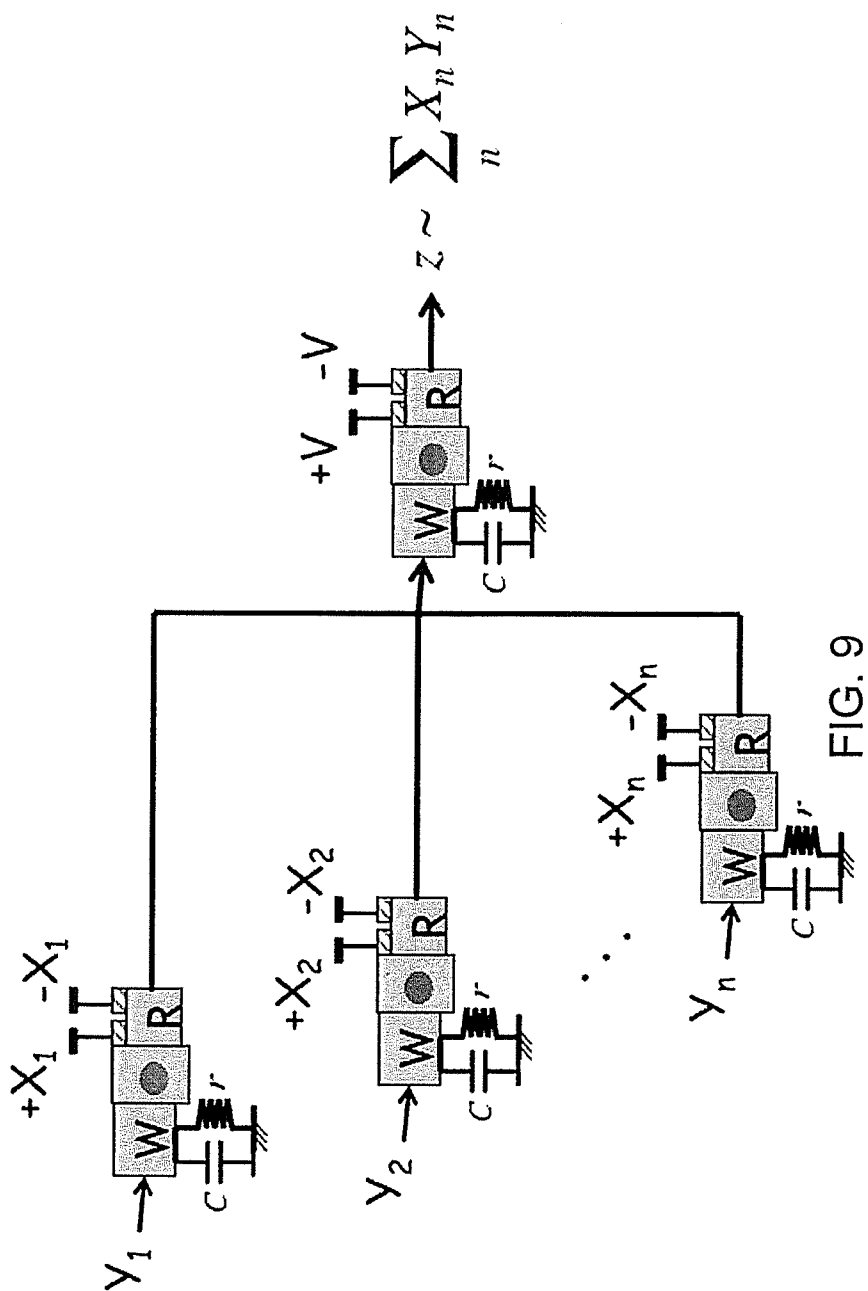 +X₁ -X₁
W R
y₁
C r
+X₂ -X₂
W R
y₂
C r
+Xₙ -Xₙ
W R
yₙ
C r
+V -V
W R
C r
z ~ ∑ₙ XₙYₙ
FIG. 9